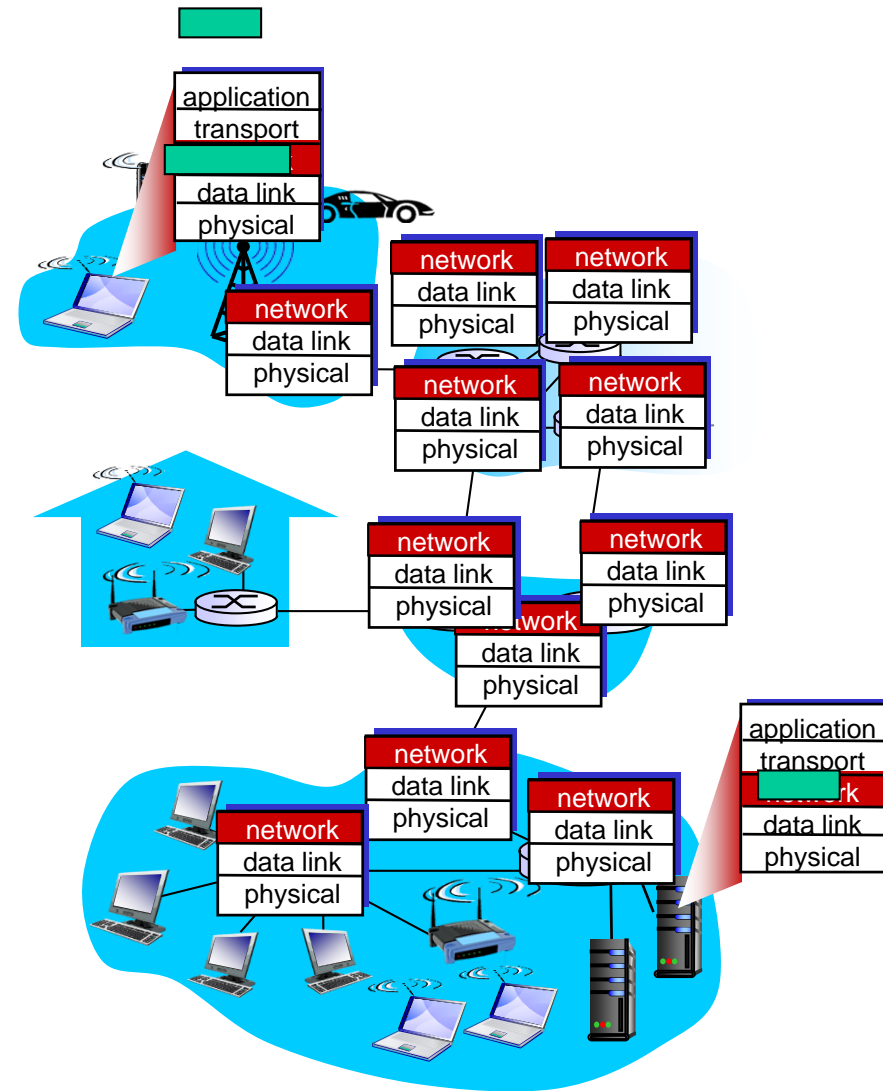 application
transport
data link
physical
network
data link
physical
network
data link
physical
network
data link
physical
network
data link
physical
network
data link
physical
network
data link
physical
network
data link
physical
network
data link
physical
application
transport
network
data link
physical
network
data link
physical
network
data link
physical
network
data link
physical